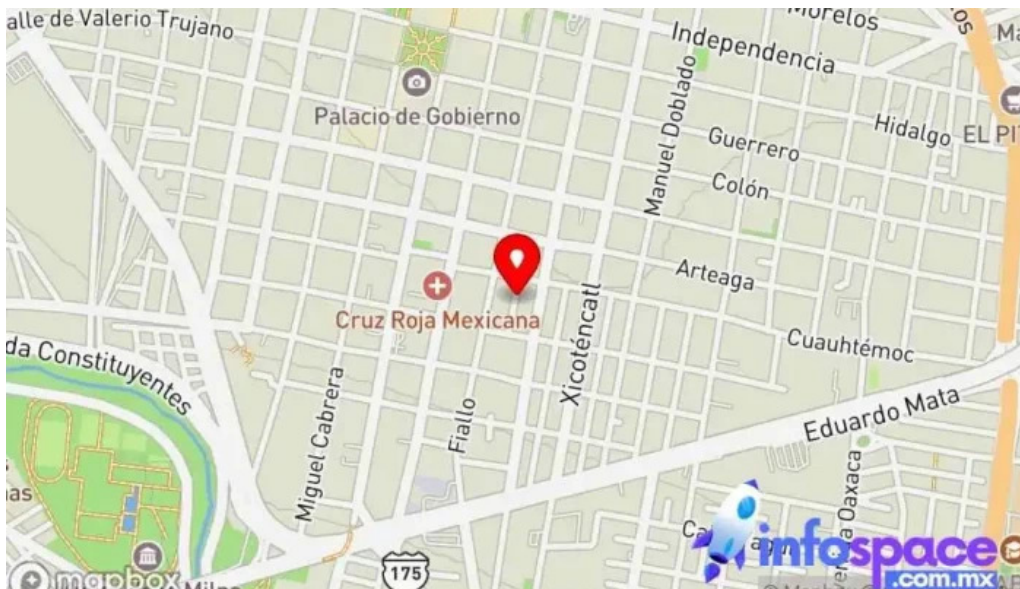 alle de Valerio Trujano
Morelos
Independencia
Palacio de Gobierno
Manuel Doblado
Guerrero
Hidalgo
EL PI
Colón
Arteaga
Cruz Roja Mexicana
Xicoténcatl
Cuauhtémoc
da Constituyentes
Miguel Cabrera
Fiallo
Eduardo Mata
Oaxaca
175
infospace
.com.mx
mapbox